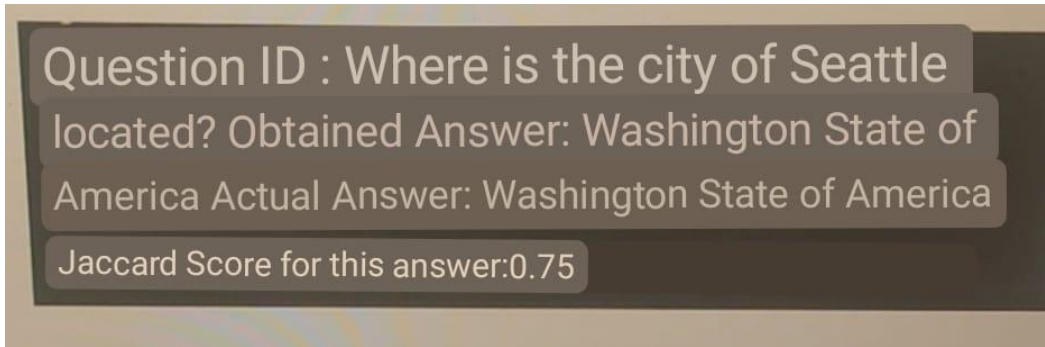 Question ID : Where is the city of Seattle
located? Obtained Answer: Washington State of
America Actual Answer: Washington State of America
Jaccard Score for this answer:0.75